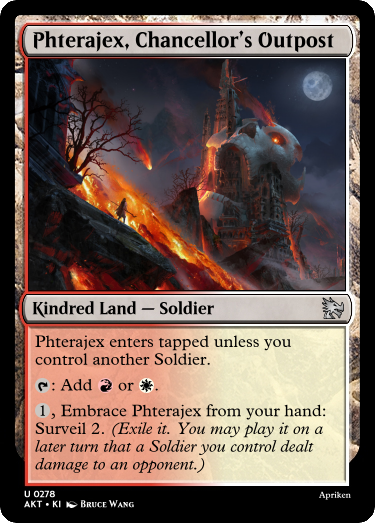 Phterajex, Chancellor's Outpost
Kindred Land — Soldier
Phterajex enters tapped unless you
control another Soldier.
: Add or .
1, Embrace Phterajex from your hand:
Surveil 2. (Exile it. You may play it on a
later turn that a Soldier you control dealt
damage to an opponent.)
U 0278
Apriken
AKT • KI Bruce Wang